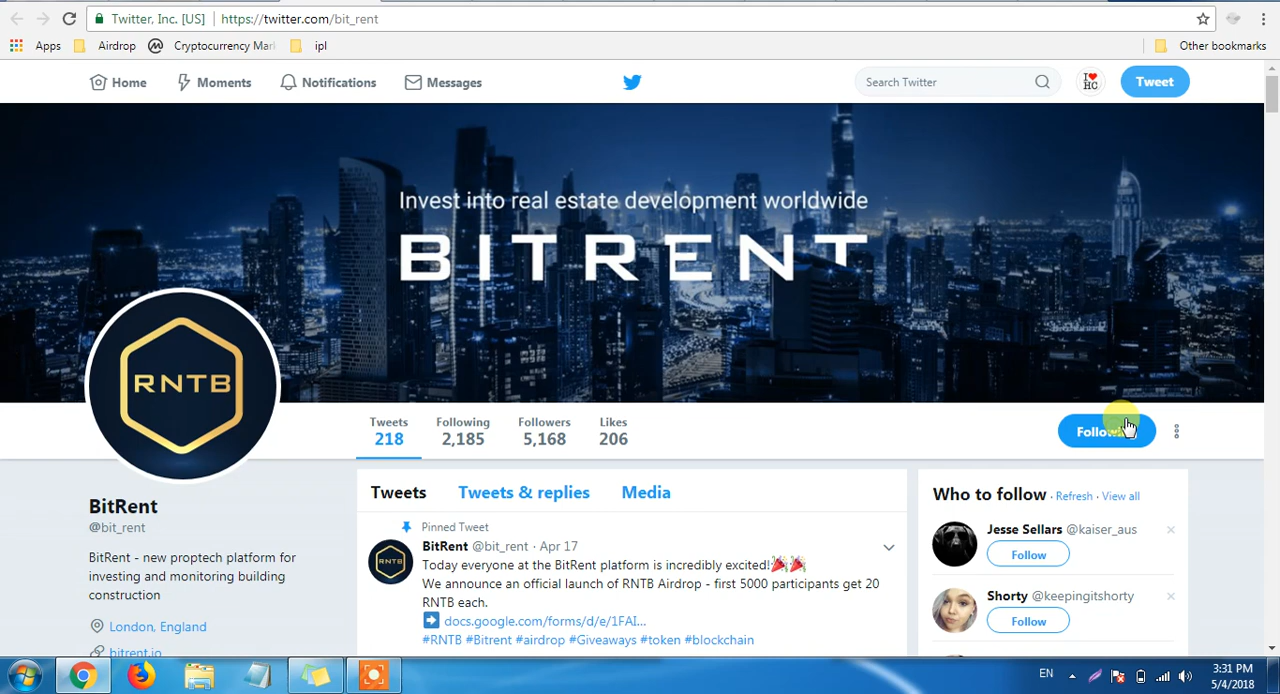 Twitter, Inc. [US] https://twitter.com/bit_rent
Apps Airdrop Cryptocurrency Mar ipl Other bookmarks
Home Moments Notifications Messages Search Twitter I ❤ HC Tweet
Invest into real estate development worldwide
BITRENT
RNTB
Tweets Following Followers Likes
218 2,185 5,168 206
BitRent
@bit_rent
BitRent - new proptech platform for
investing and monitoring building
construction
London, England
bitrent.io
Tweets Tweets & replies Media
Pinned Tweet
RNTB
BitRent @bit_rent · Apr 17
Today everyone at the BitRent platform is incredibly excited!🎉🎉
We announce an official launch of RNTB Airdrop - first 5000 participants get 20
RNTB each.
➡ docs.google.com/forms/d/e/1FAI...
#RNTB #Bitrent #airdrop #Giveaways #token #blockchain
Who to follow · Refresh · View all
Jesse Sellars @kaiser_aus
Follow
Shorty @keepingitshorty
Follow
EN 3:31 PM
5/4/2018